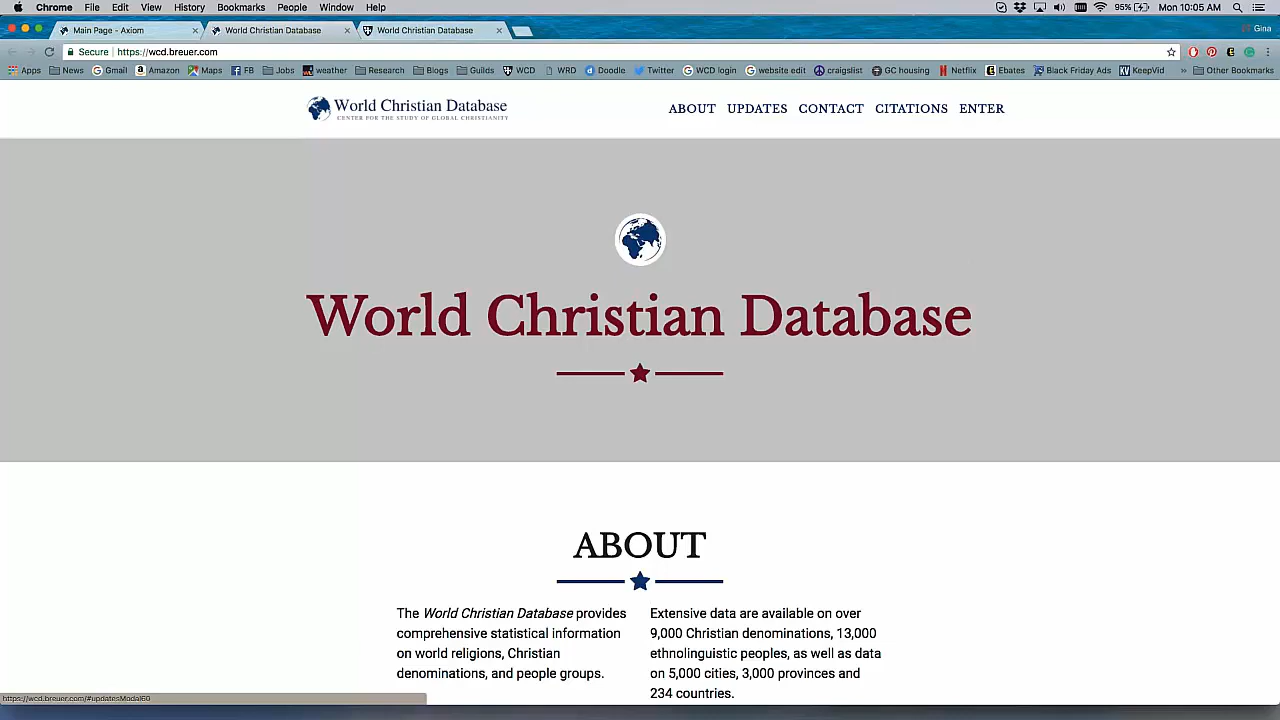 Chrome File Edit View History Bookmarks People Window Help 95% Mon 10:05 AM
Main Page - Axiom World Christian Database World Christian Database Gina
Secure https://wcd.breuer.com
Apps News Gmail Amazon Maps FB Jobs weather Research Blogs Guilds WCD WRD Doodle Twitter WCD login website edit craigslist GC housing Netflix Ebates Black Friday Ads KeepVid » Other Bookmarks
World Christian Database
CENTER FOR THE STUDY OF GLOBAL CHRISTIANITY
ABOUT UPDATES CONTACT CITATIONS ENTER
World Christian Database
ABOUT
The World Christian Database provides
comprehensive statistical information
on world religions, Christian
denominations, and people groups.
Extensive data are available on over
9,000 Christian denominations, 13,000
ethnolinguistic peoples, as well as data
on 5,000 cities, 3,000 provinces and
234 countries.
https://wcd.breuer.com/#updatesModal60